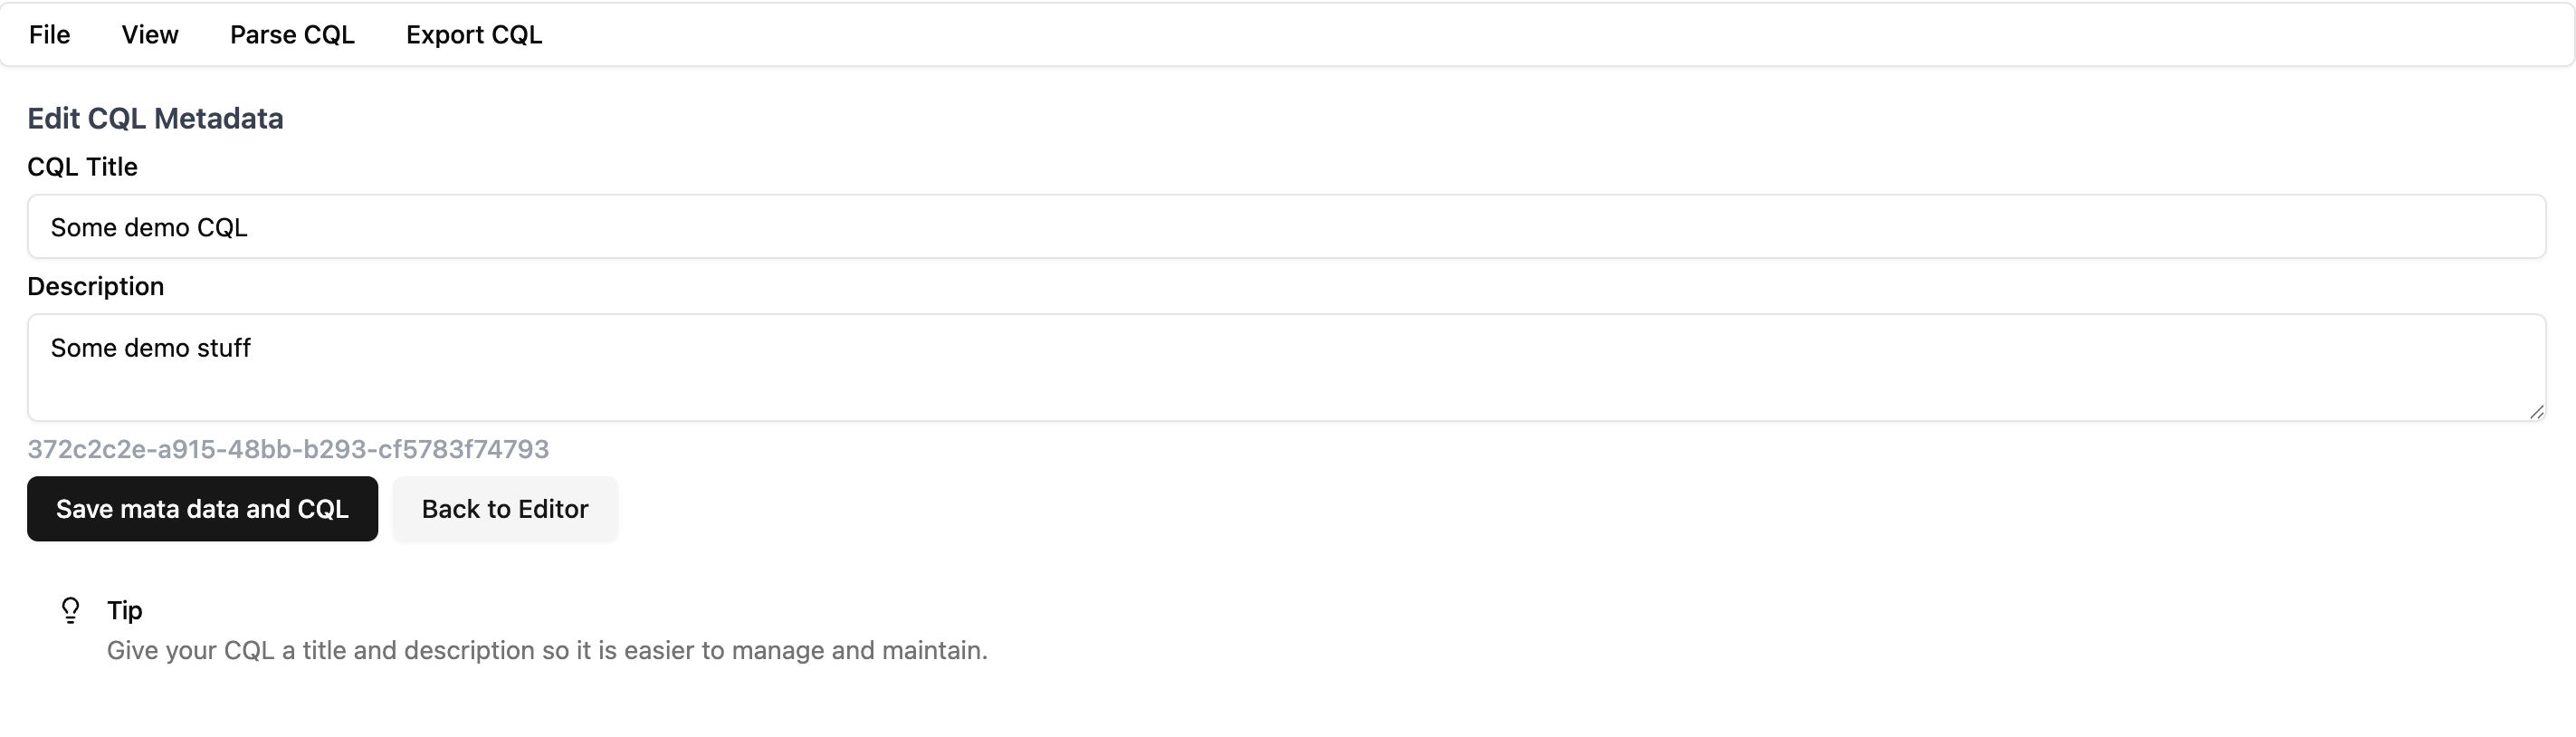 File View Parse CQL Export CQL
Edit CQL Metadata
CQL Title
Some demo CQL
Description
Some demo stuff
372c2c2e-a915-48bb-b293-cf5783f74793
Save mata data and CQL Back to Editor
Tip
Give your CQL a title and description so it is easier to manage and maintain.